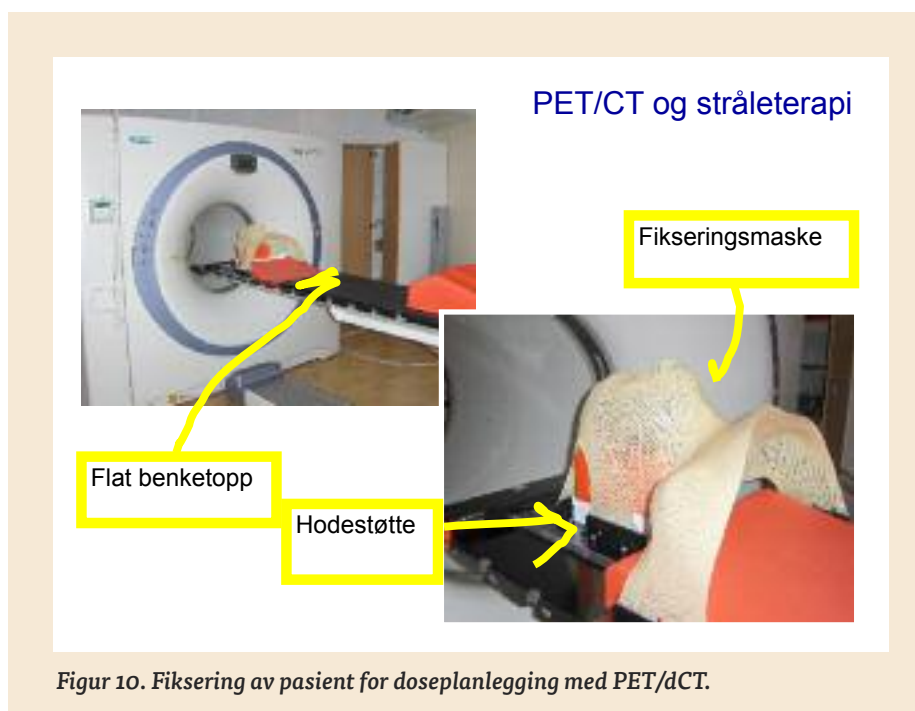 PET/CT og stråleterapi
Fikseringsmaske
Flat benketopp
Hodestøtte
Figur 10. Fiksering av pasient for doseplanlegging med PET/dCT.